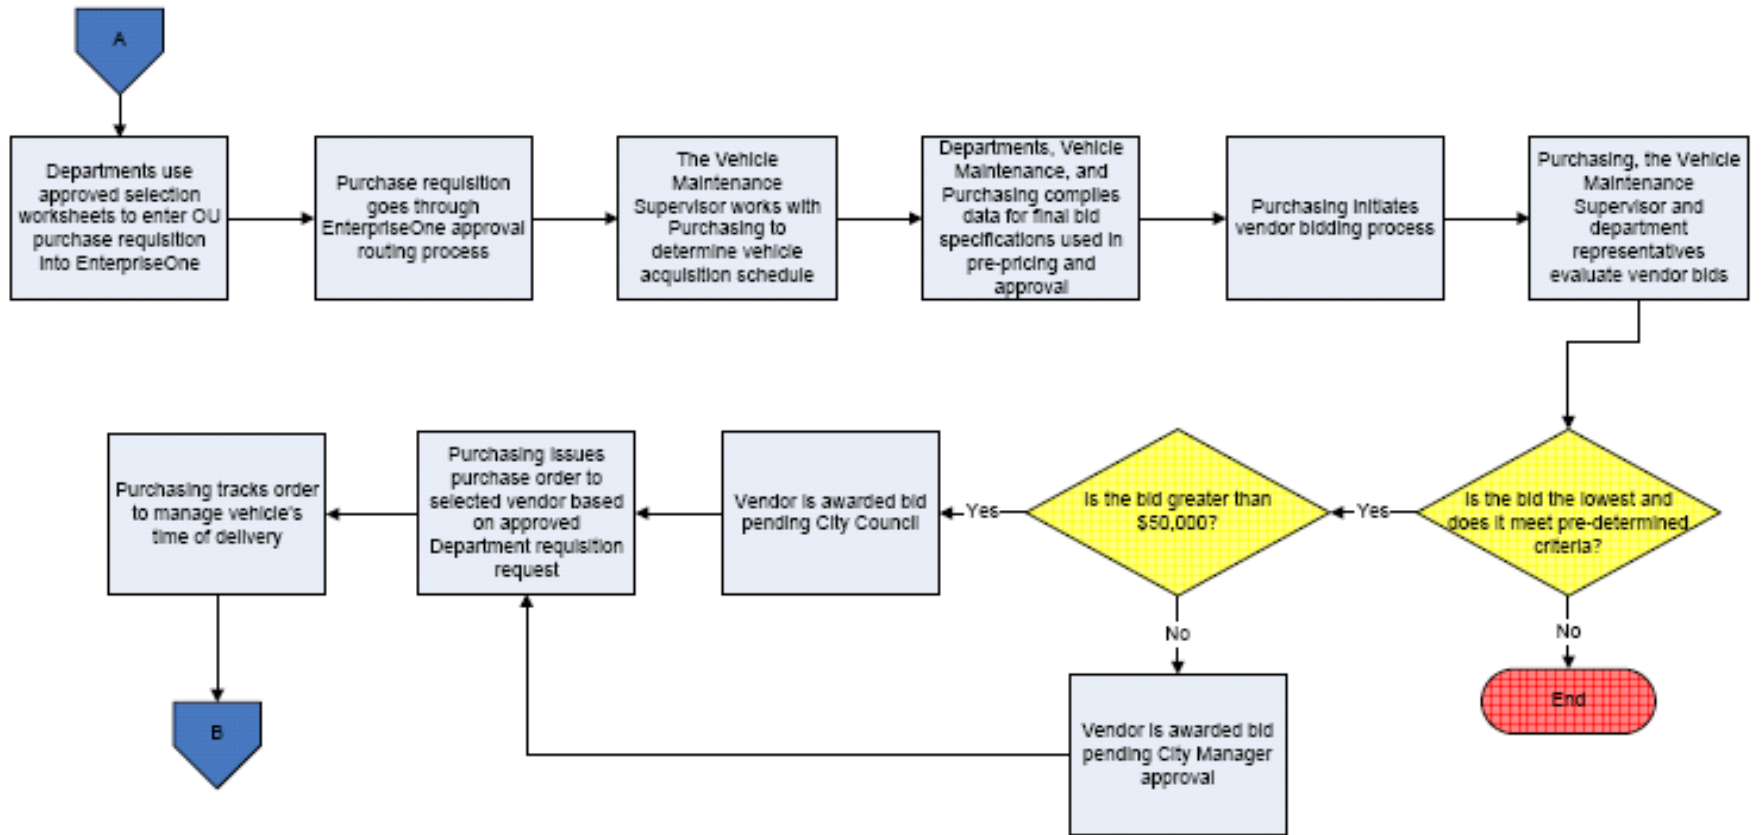 A
Departments use
approved selection
worksheets to enter OU
purchase requisition
into EnterpriseOne
Purchase requisition
goes through
EnterpriseOne approval
routing process
The Vehicle
Maintenance
Supervisor works with
Purchasing to
determine vehicle
acquisition schedule
Departments, Vehicle
Maintenance, and
Purchasing compiles
data for final bid
specifications used in
pre-pricing and
approval
Purchasing initiates
vendor bidding process
Purchasing, the Vehicle
Maintenance
Supervisor and
department
representatives
evaluate vendor bids
Is the bid the lowest and
does it meet pre-determined
criteria?
Yes
No
End
Is the bid greater than
$50,000?
Yes
No
Vendor is awarded bid
pending City Council
Vendor is awarded bid
pending City Manager
approval
Purchasing issues
purchase order to
selected vendor based
on approved
Department requisition
request
Purchasing tracks order
to manage vehicle's
time of delivery
B